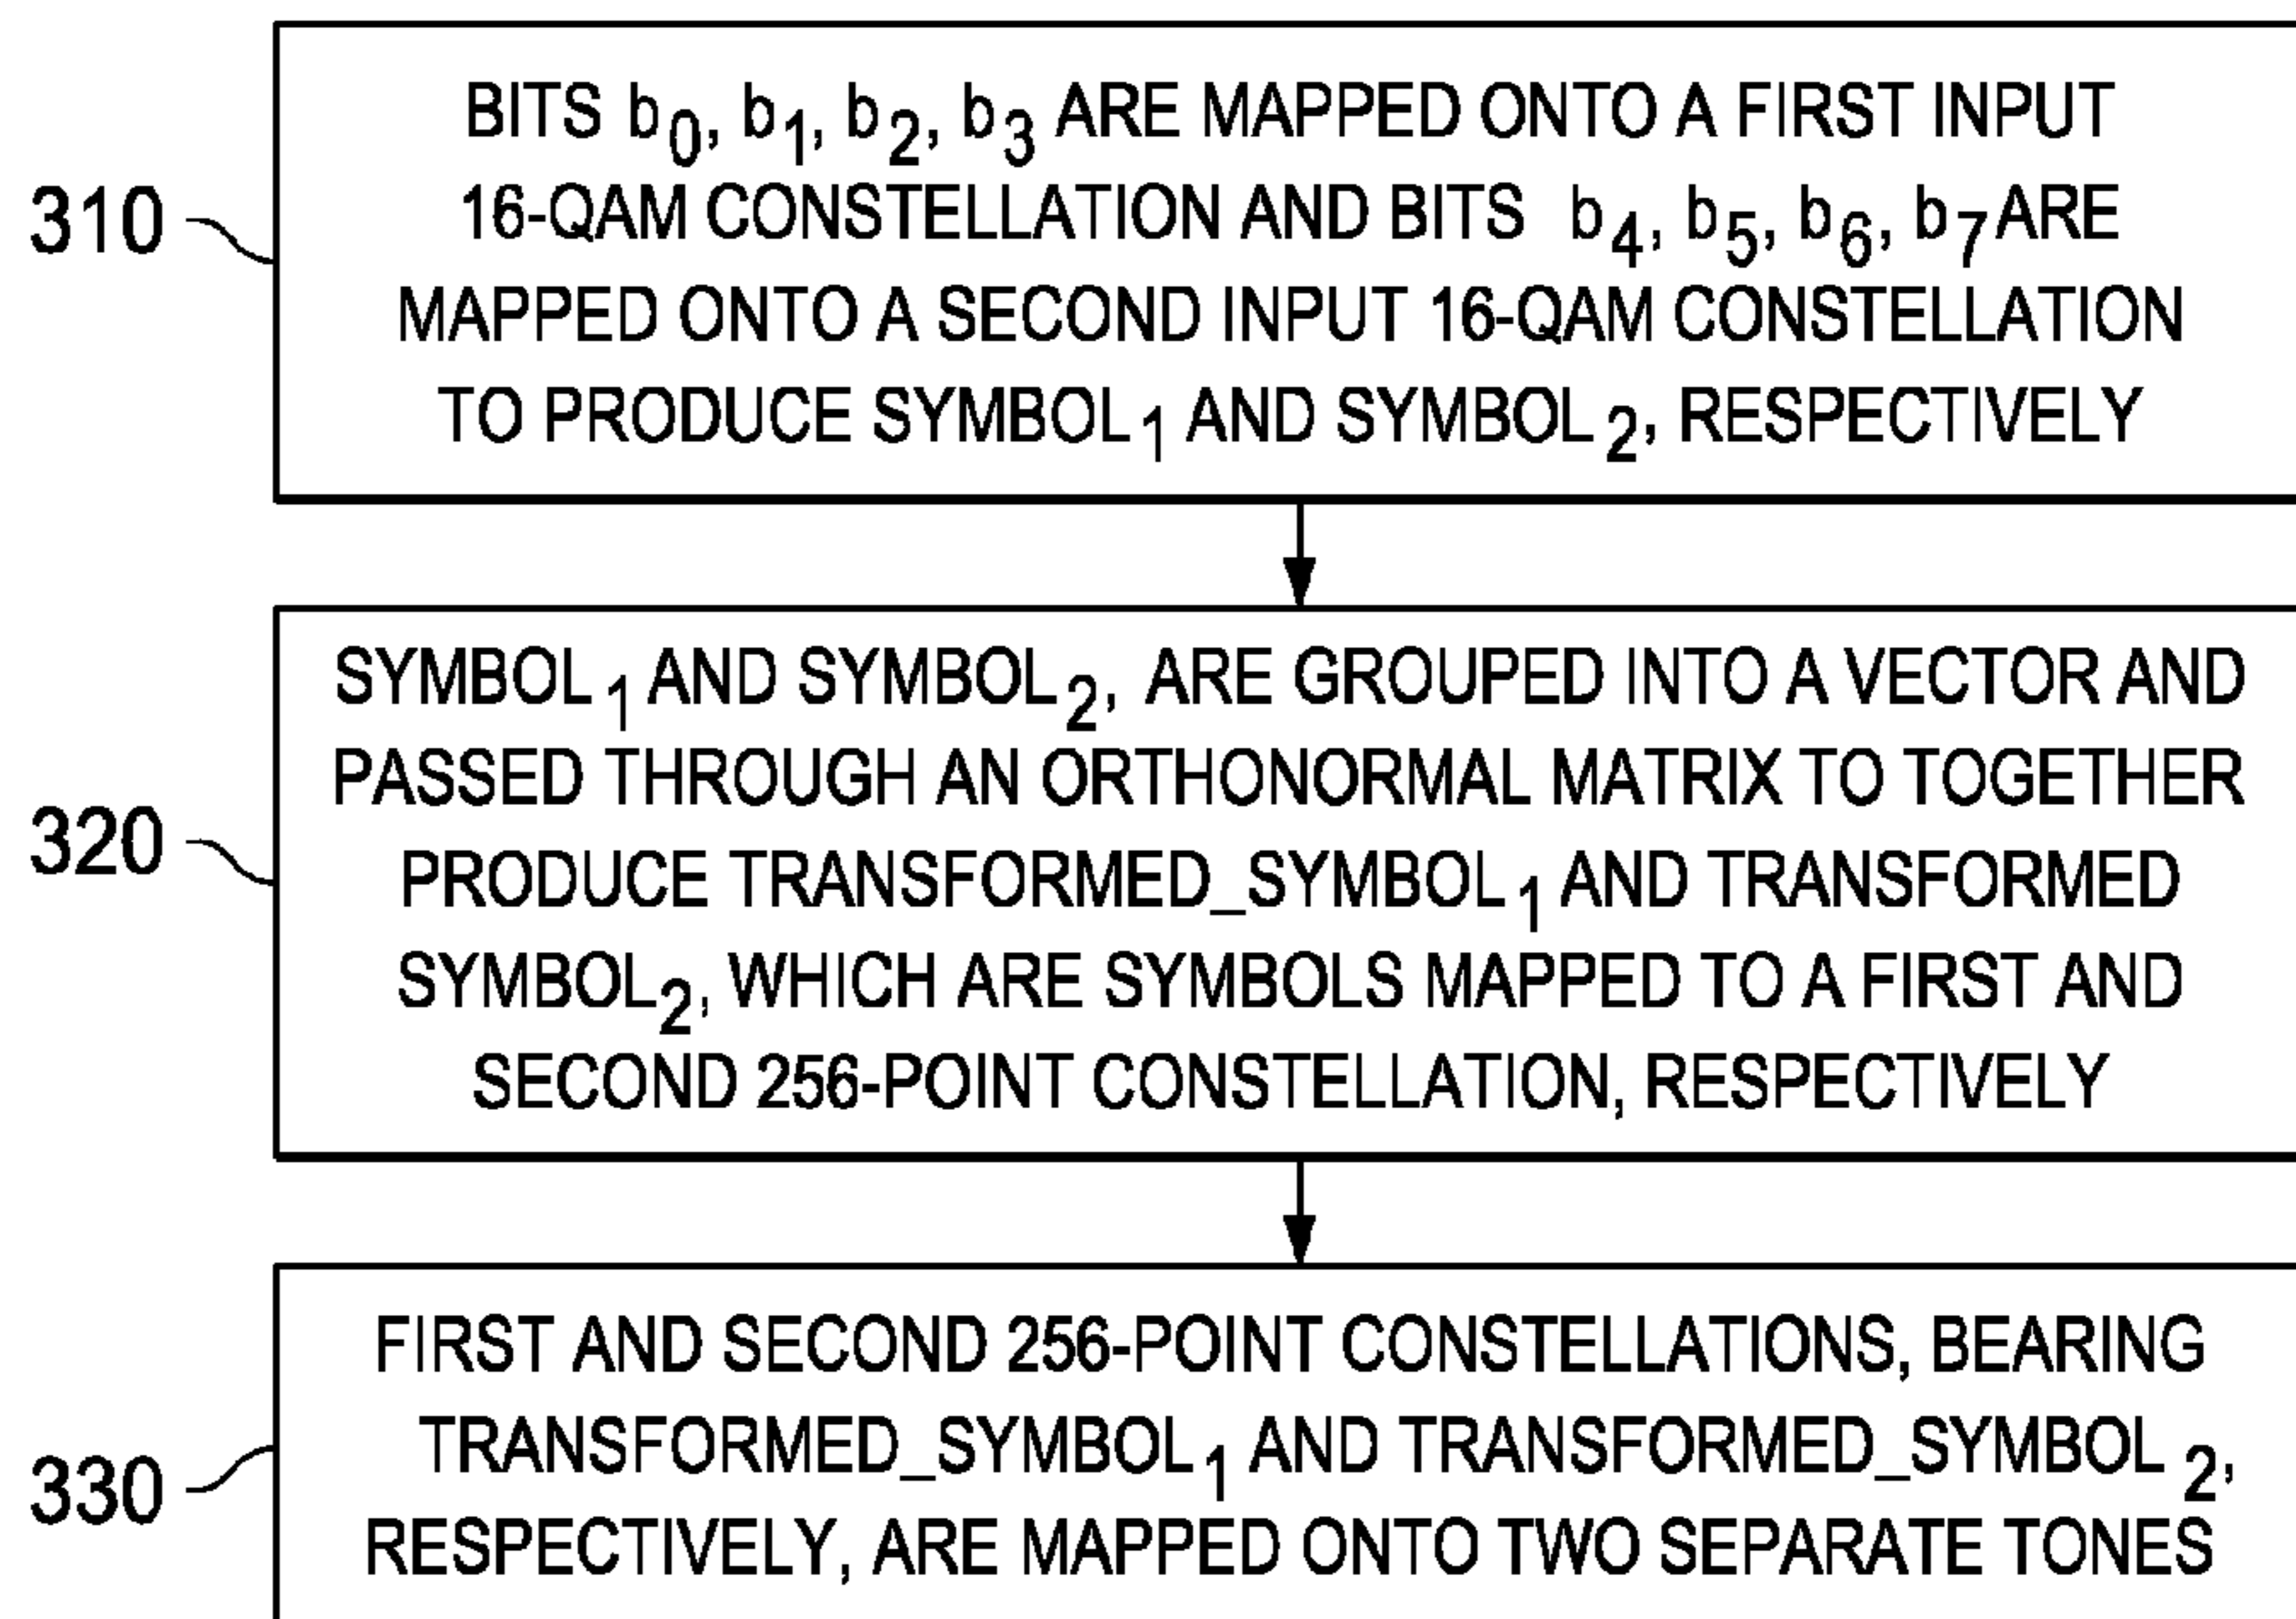 BITS b0, b1, b2, b3 ARE MAPPED ONTO A FIRST INPUT
310
16-QAM CONSTELLATION AND BITS b4, b5, b6, b7 ARE
MAPPED ONTO A SECOND INPUT 16-QAM CONSTELLATION
TO PRODUCE SYMBOL1 AND SYMBOL2, RESPECTIVELY
SYMBOL1 AND SYMBOL2, ARE GROUPED INTO A VECTOR AND
PASSED THROUGH AN ORTHONORMAL MATRIX TO TOGETHER
320
PRODUCE TRANSFORMED_SYMBOL1 AND TRANSFORMED
SYMBOL2, WHICH ARE SYMBOLS MAPPED TO A FIRST AND
SECOND 256-POINT CONSTELLATION, RESPECTIVELY
FIRST AND SECOND 256-POINT CONSTELLATIONS, BEARING
TRANSFORMED_SYMBOL1 AND TRANSFORMED_SYMBOL2,
330
RESPECTIVELY, ARE MAPPED ONTO TWO SEPARATE TONES